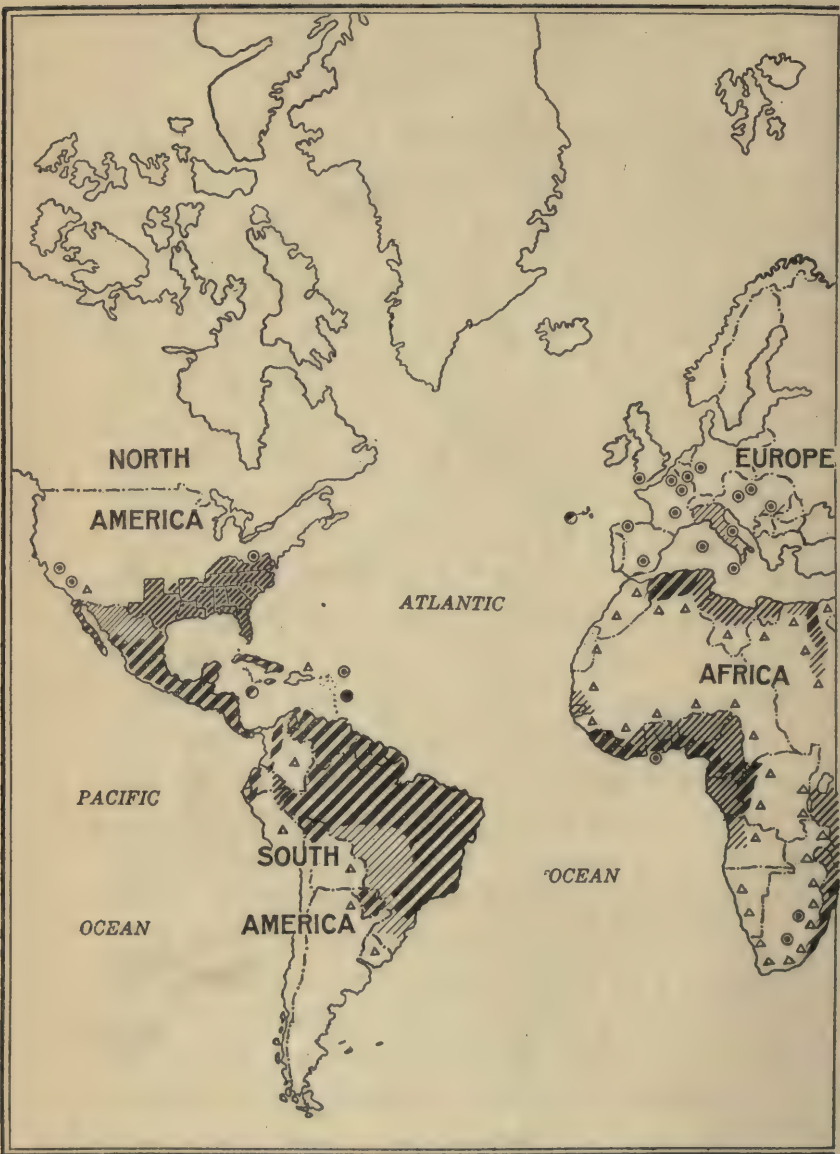 NORTH
AMERICA
EUROPE
ATLANTIC
AFRICA
PACIFIC
SOUTH
OCEAN
OCEAN
AMERICA